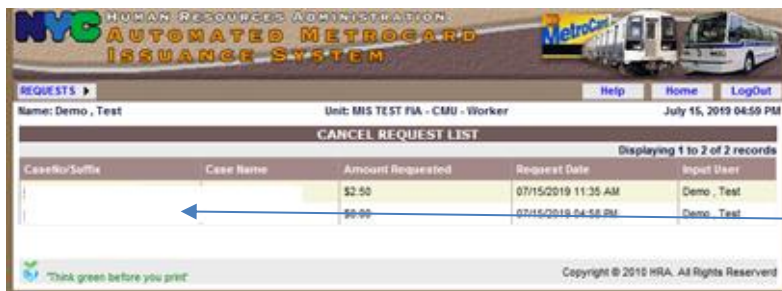 NYC HUMAN RESOURCES ADMINISTRATION
AUTOMATED METROCARD
ISSUANCE SYSTEM
MetroCard
REQUESTS
Help Home LogOut
Name: Demo , Test Unit: MIS TEST FIA - CMU - Worker July 15, 2019 04:59 PM
CANCEL REQUEST LIST
Displaying 1 to 2 of 2 records
CaseNo/Suffix Case Name Amount Requested Request Date Input User
$2.50 07/15/2019 11:35 AM Demo , Test
07/15/2019 04:58 PM Demo , Test
"Think green before you print" Copyright © 2010 HRA. All Rights Reserverd